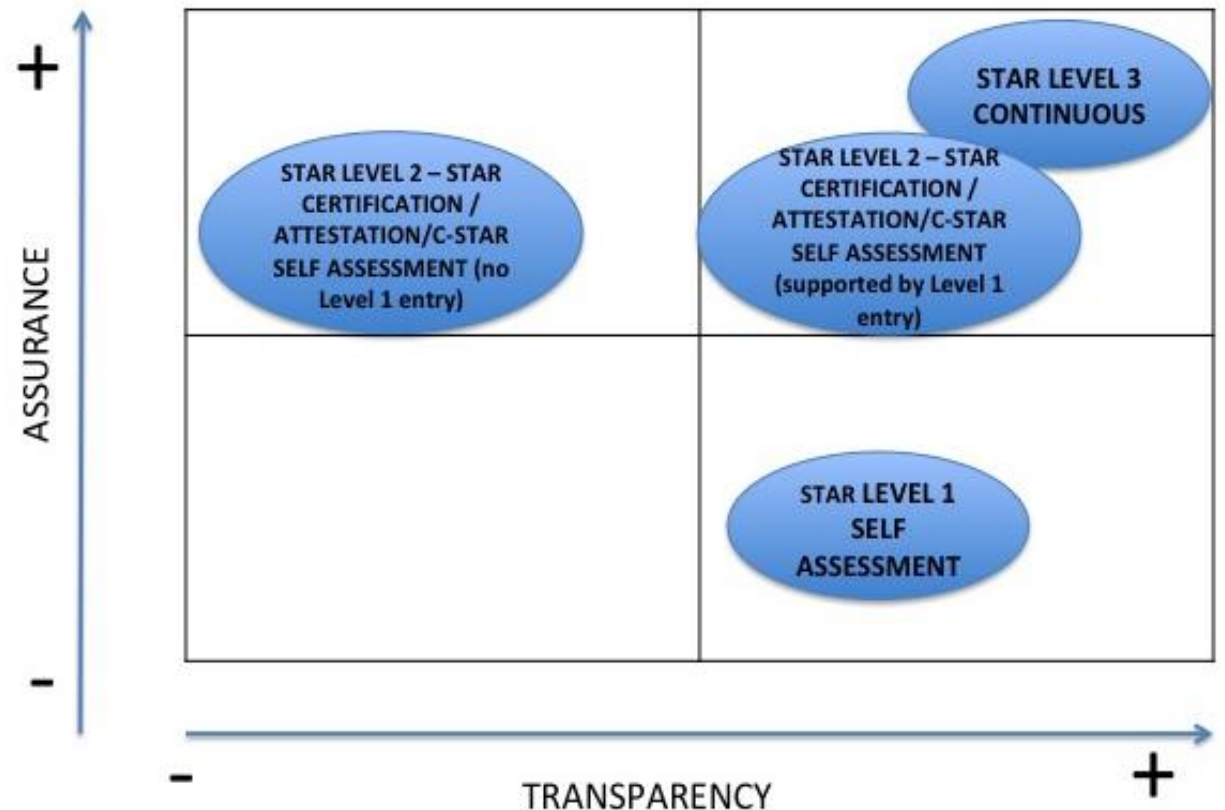 +
STAR LEVEL 3
CONTINUOUS
STAR LEVEL 2 – STAR
CERTIFICATION /
ATTESTATION/C-STAR
SELF ASSESSMENT (no
Level 1 entry)
STAR LEVEL 2 – STAR
CERTIFICATION /
ATTESTATION/C-STAR
SELF ASSESSMENT
(supported by Level 1
entry)
ASSURANCE
STAR LEVEL 1
SELF
ASSESSMENT
-
-
TRANSPARENCY
+